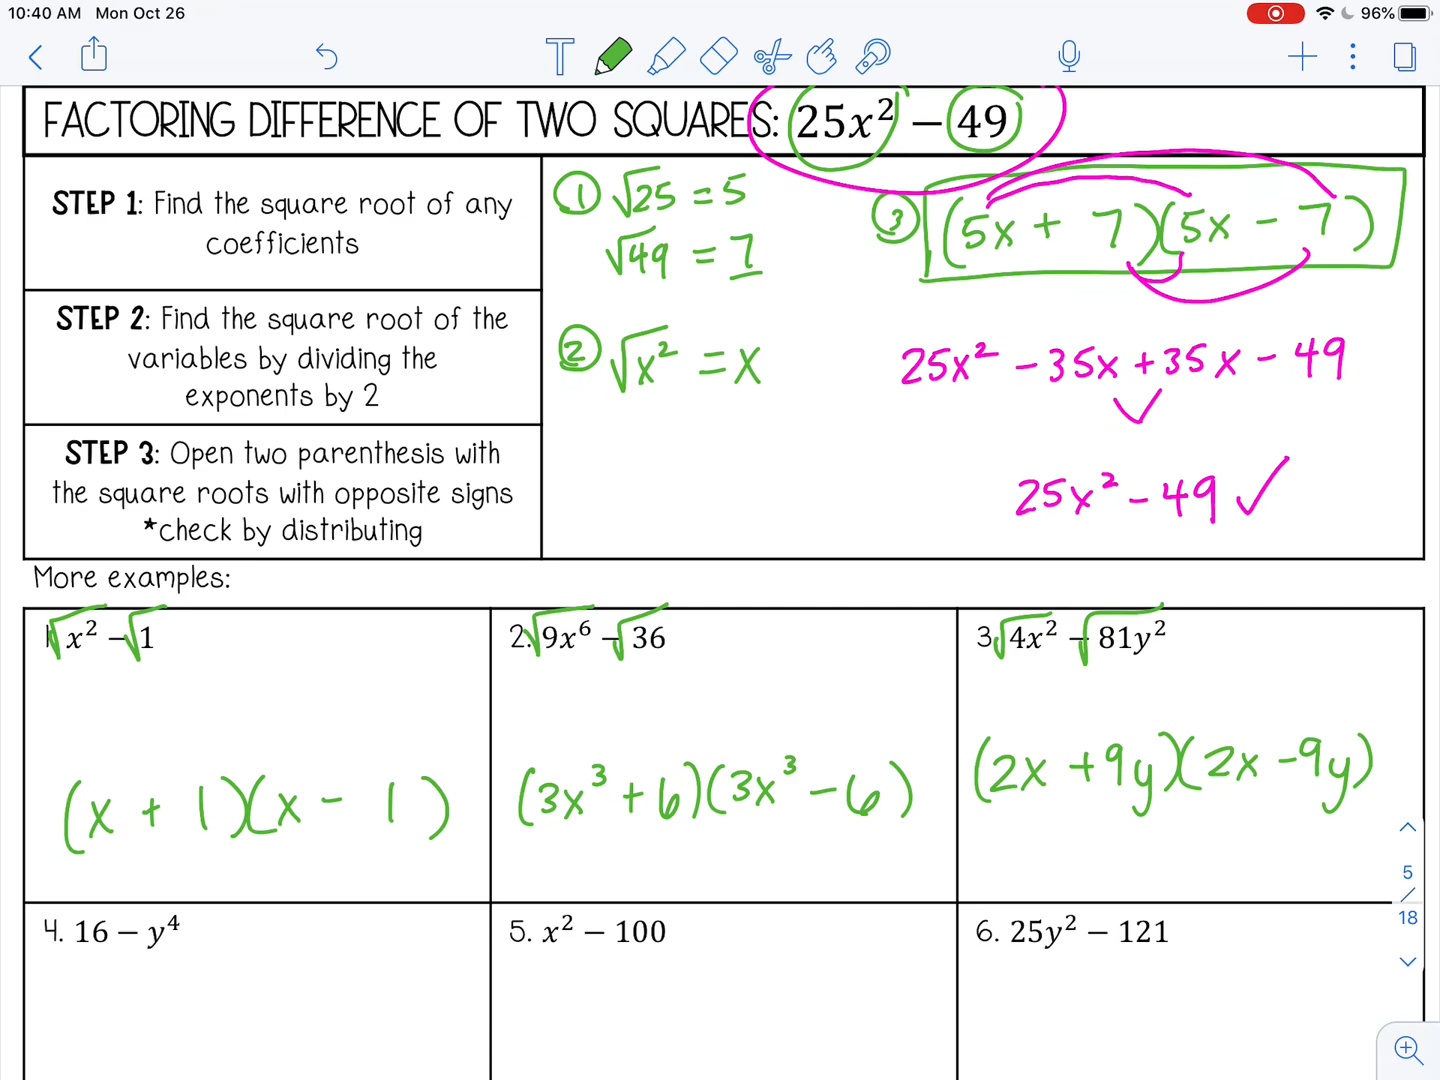 10:40 AM Mon Oct 26
96%
T
FACTORING DIFFERENCE OF TWO SQUARES: 25x² − 49
STEP 1: Find the square root of any
coefficients
STEP 2: Find the square root of the
variables by dividing the
exponents by 2
STEP 3: Open two parenthesis with
the square roots with opposite signs
*check by distributing
① √25 = 5
√49 = 7
② √x² = x
③ (5x + 7)(5x − 7)
25x² − 35x + 35x − 49
25x² − 49 ✓
More examples:
1. √x² − √1
(x + 1)(x − 1)
2. √9x⁶ − √36
(3x³ + 6)(3x³ − 6)
3. √4x² − √81y²
(2x + 9y)(2x − 9y)
4. 16 − y⁴
5. x² − 100
6. 25y² − 121
5
/
18